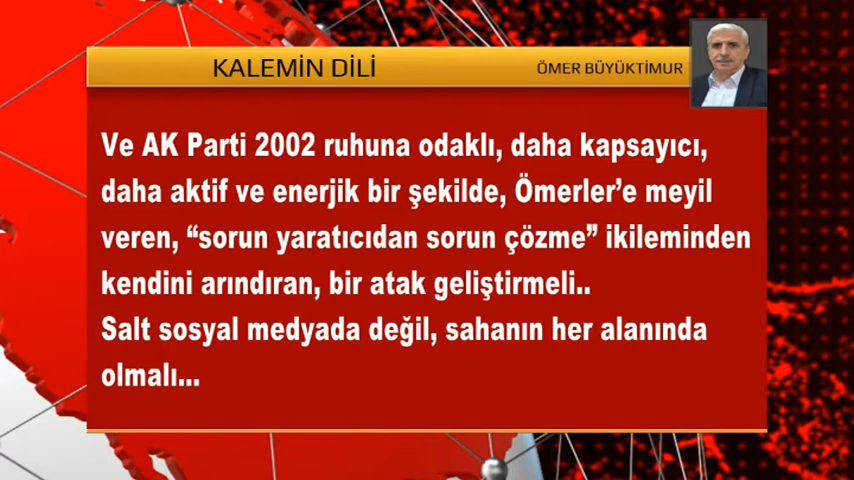 KALEMİN DİLİ
ÖMER BÜYÜKTİMUR
Ve AK Parti 2002 ruhuna odaklı, daha kapsayıcı,
daha aktif ve enerjik bir şekilde, Ömerler’e meyil
veren, “sorun yaratıcıdan sorun çözme” ikileminden
kendini arındıran, bir atak geliştirmeli..
Salt sosyal medyada değil, sahanın her alanında
olmalı...